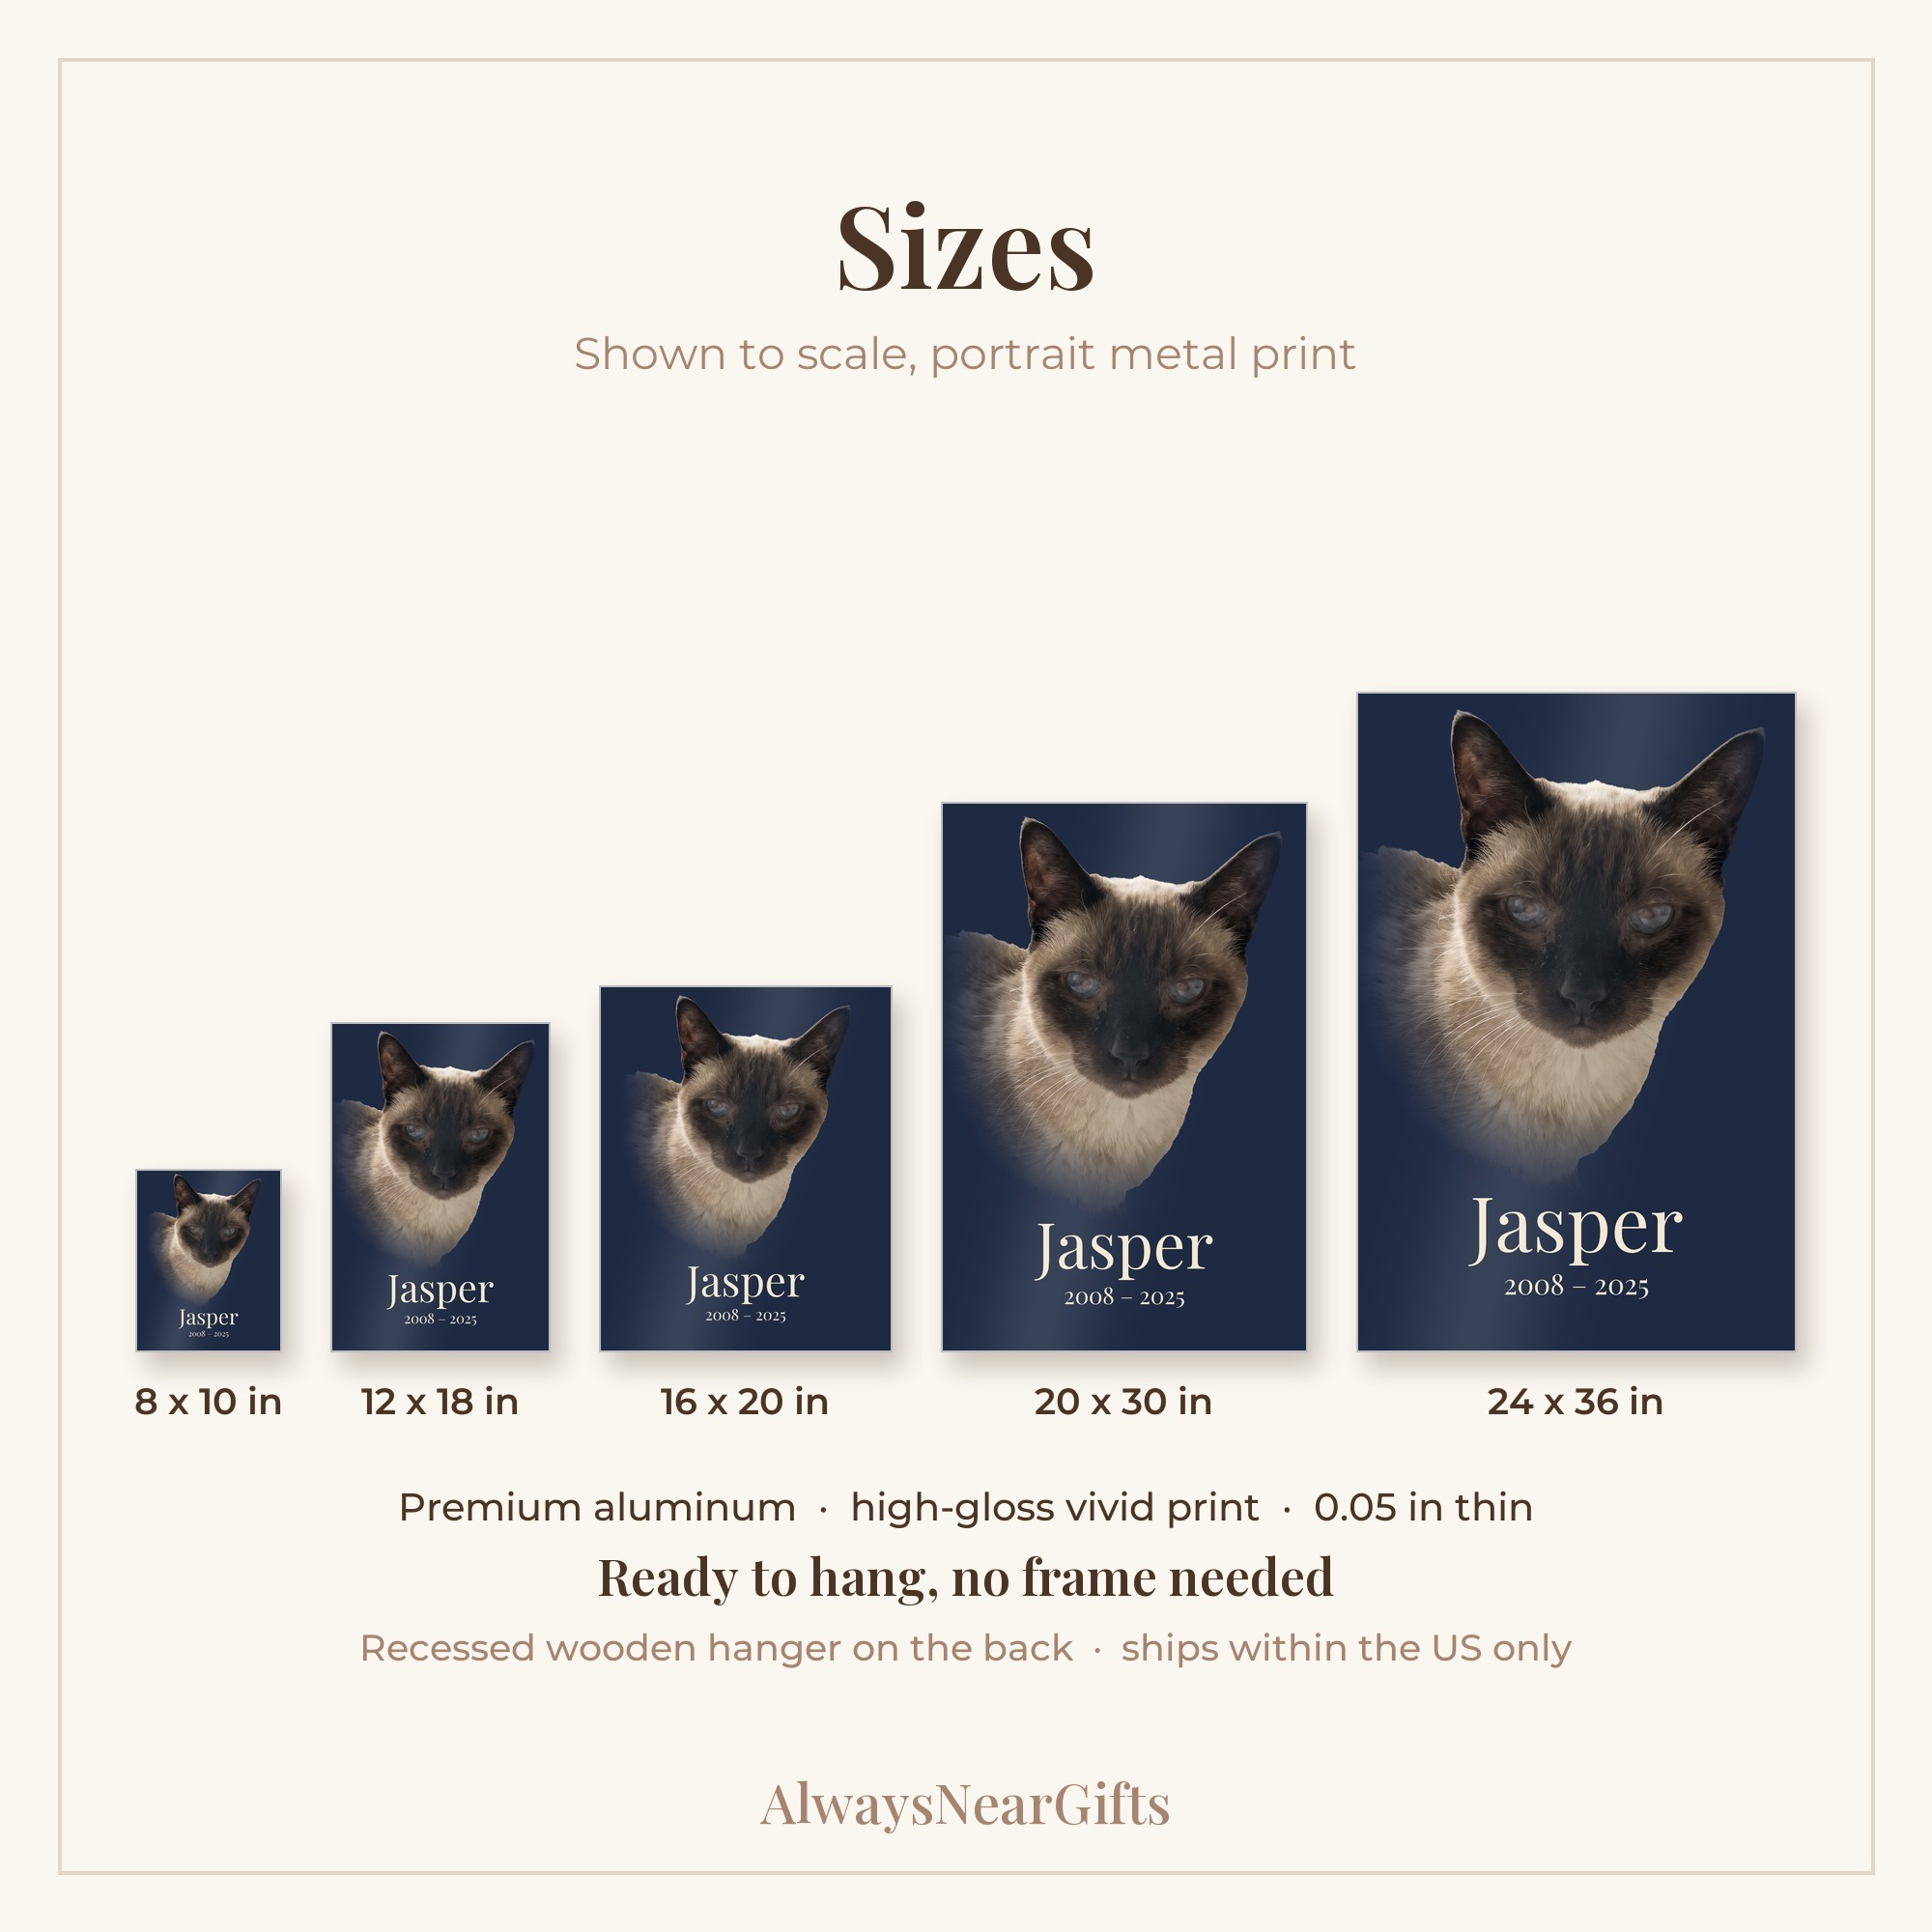 Sizes
Shown to scale, portrait metal print
Jasper
2008 – 2025
Jasper
2008 – 2025
Jasper
2008 – 2025
Jasper
2008 – 2025
Jasper
2008 – 2025
8 x 10 in
12 x 18 in
16 x 20 in
20 x 30 in
24 x 36 in
Premium aluminum · high-gloss vivid print · 0.05 in thin
Ready to hang, no frame needed
Recessed wooden hanger on the back · ships within the US only
AlwaysNearGifts